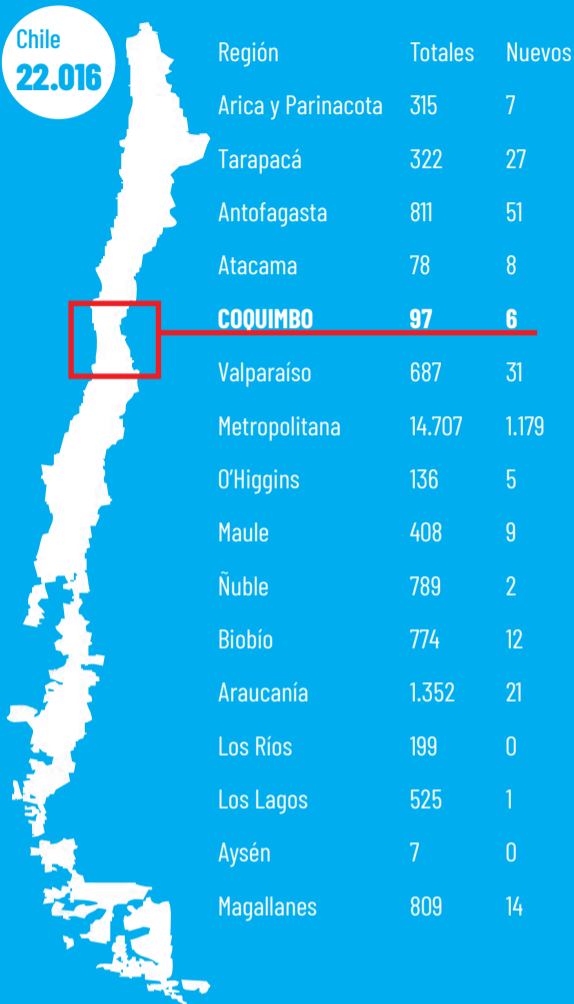 Chile
22.016
Región Totales Nuevos
Arica y Parinacota 315 7
Tarapacá 322 27
Antofagasta 811 51
Atacama 78 8
COQUIMBO 97 6
Valparaíso 687 31
Metropolitana 14.707 1.179
O'Higgins 136 5
Maule 408 9
Ñuble 789 2
Biobío 774 12
Araucanía 1.352 21
Los Ríos 199 0
Los Lagos 525 1
Aysén 7 0
Magallanes 809 14